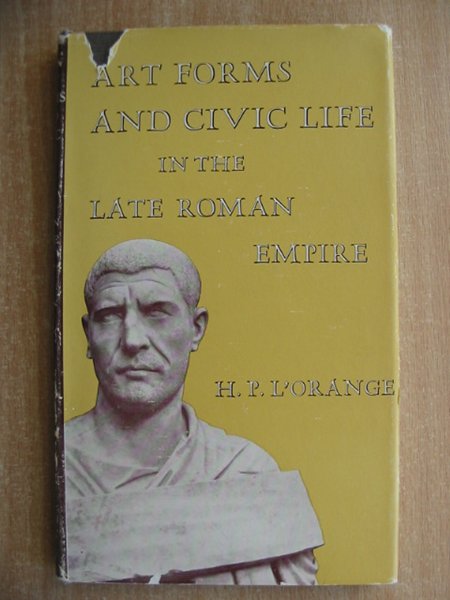 ART FORMS
AND CIVIC LIFE
IN THE
LATE ROMAN
EMPIRE
H. P. L'ORANGE